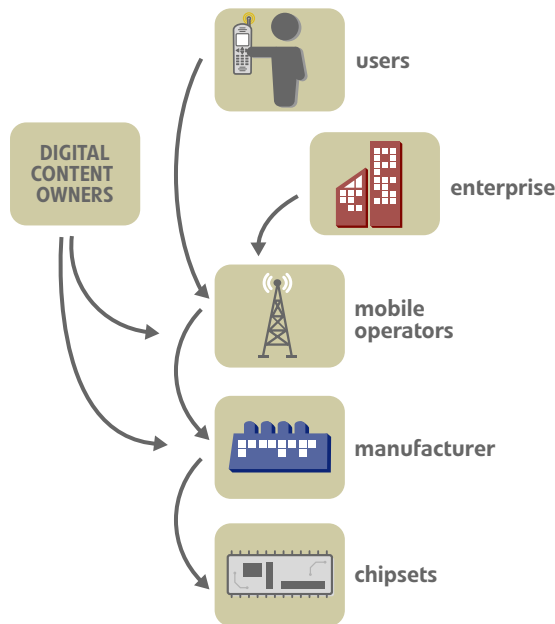 users
DIGITAL
CONTENT
OWNERS
enterprise
mobile
operators
manufacturer
chipsets